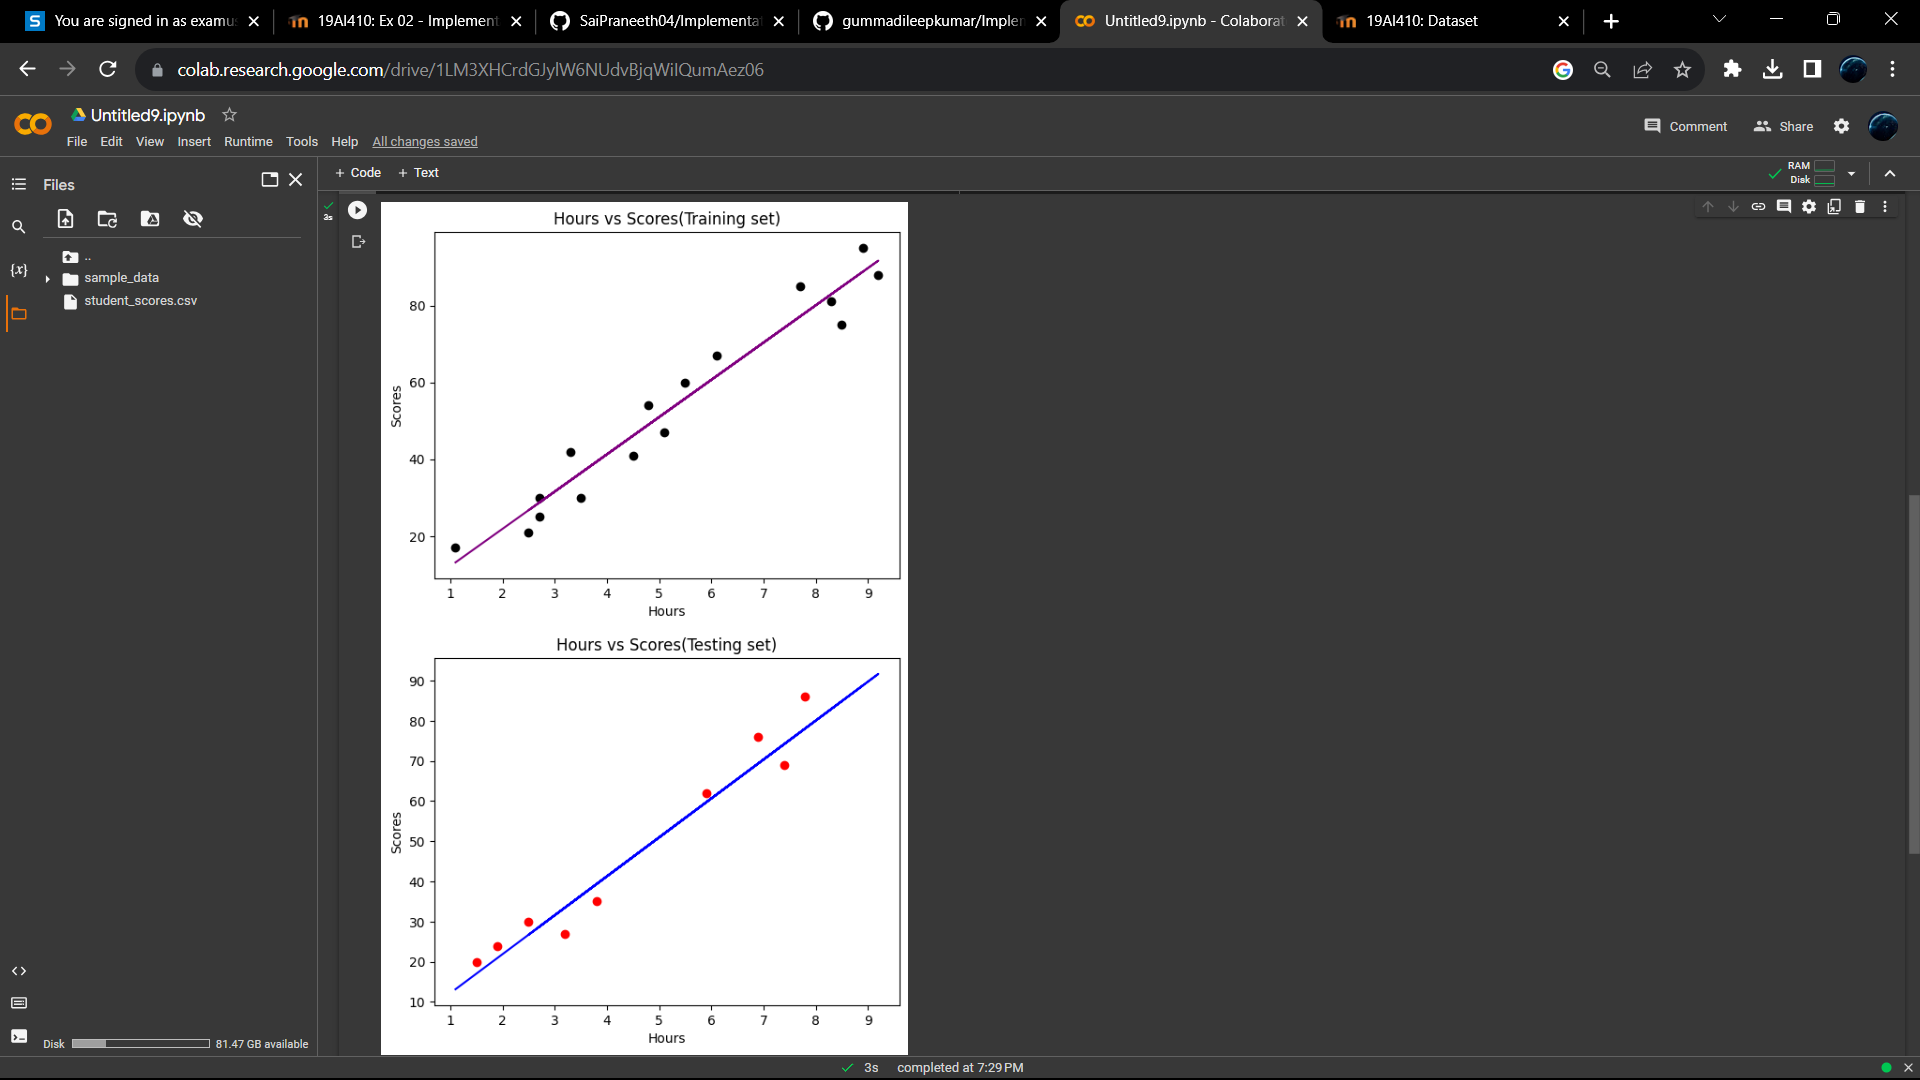 You are signed in as examu
19AI410: Ex 02 - Implement
SaiPraneeth04/Implementa
gummadileepkumar/Implem
Untitled9.ipynb - Colaborat
19AI410: Dataset
colab.research.google.com/drive/1LM3XHCrdGJylW6NUdvBjqWilQumAez06
Untitled9.ipynb
File Edit View Insert Runtime Tools Help All changes saved
Comment
Share
Files
+ Code + Text
RAM
Disk
..
sample_data
student_scores.csv
{x}
3s
Hours vs Scores(Training set)
80
60
40
20
Scores
1 2 3 4 5 6 7 8 9
Hours
Hours vs Scores(Testing set)
90
80
70
60
50
40
30
20
10
Scores
1 2 3 4 5 6 7 8 9
Hours
Disk 81.47 GB available
3s completed at 7:29 PM